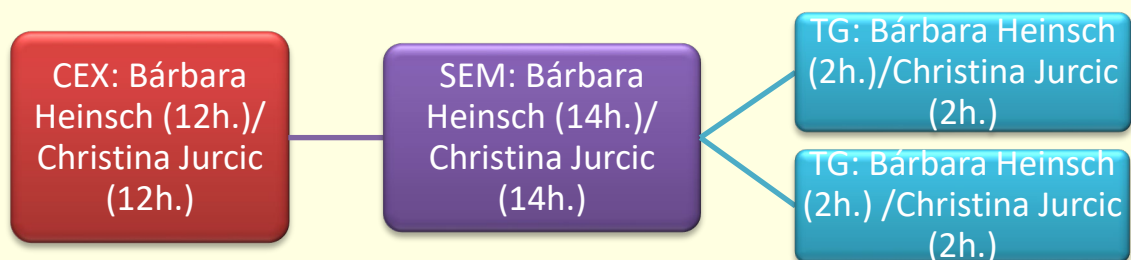 CEX: Bárbara
Heinsch (12h.)/
Christina Jurcic
(12h.)
SEM: Bárbara
Heinsch (14h.)/
Christina Jurcic
(14h.)
TG: Bárbara Heinsch
(2h.)/Christina Jurcic
(2h.)
TG: Bárbara Heinsch
(2h.) /Christina Jurcic
(2h.)